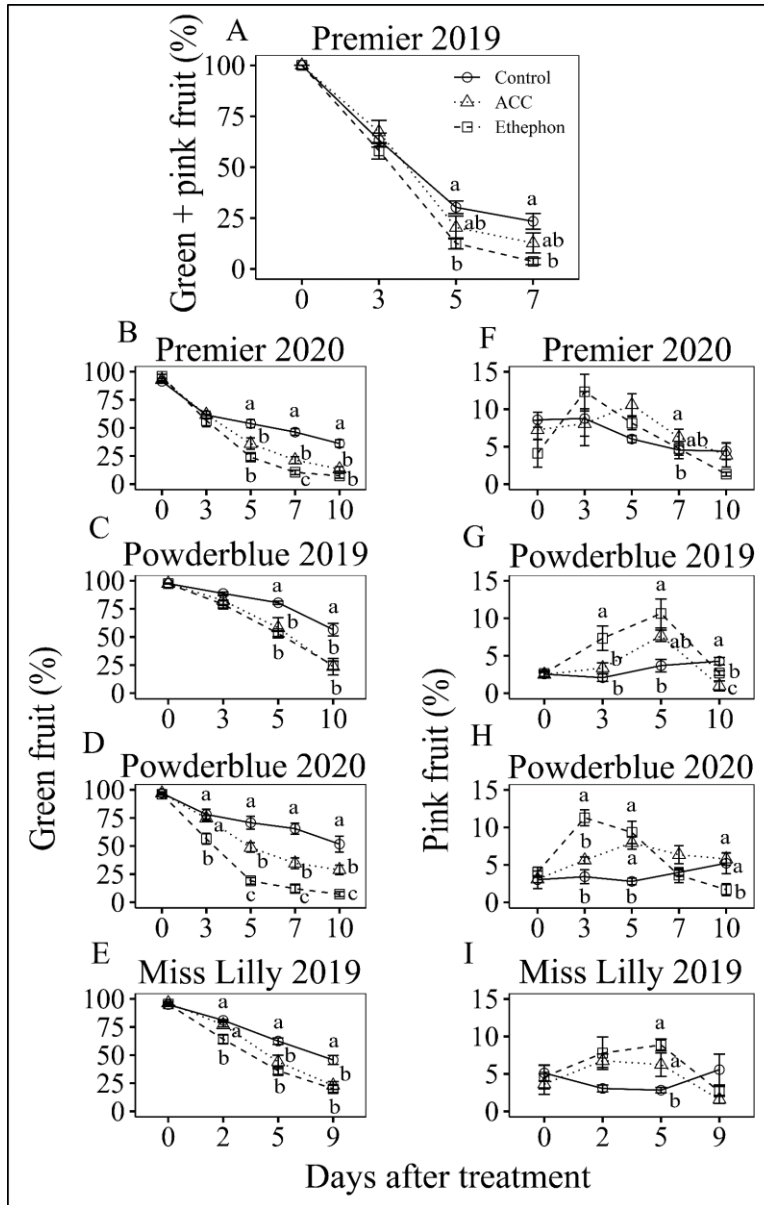 A
Premier 2019
Green + pink fruit (%)
100
75
50
25
0
Control
ACC
Ethephon
a
ab
b
a
ab
b
0 3 5 7
B
Premier 2020
100
75
50
25
0
a
b
b
a
b
c
a
b
b
0 3 5 7 10
C
Powderblue 2019
100
75
50
25
0
a
b
b
a
b
0 3 5 10
D
Powderblue 2020
100
75
50
25
0
a
a
b
a
b
c
a
b
c
a
b
c
0 3 5 7 10
E
Miss Lilly 2019
100
75
50
25
0
a
a
b
a
b
b
a
b
b
0 2 5 9
Green fruit (%)
F
Premier 2020
15
10
5
0
a
ab
b
0 3 5 7 10
G
Powderblue 2019
15
10
5
0
a
b
b
a
ab
b
a
b
c
0 3 5 10
H
Powderblue 2020
15
10
5
0
a
b
b
a
a
b
a
a
b
0 3 5 7 10
I
Miss Lilly 2019
15
10
5
0
a
a
b
0 2 5 9
Pink fruit (%)
Days after treatment